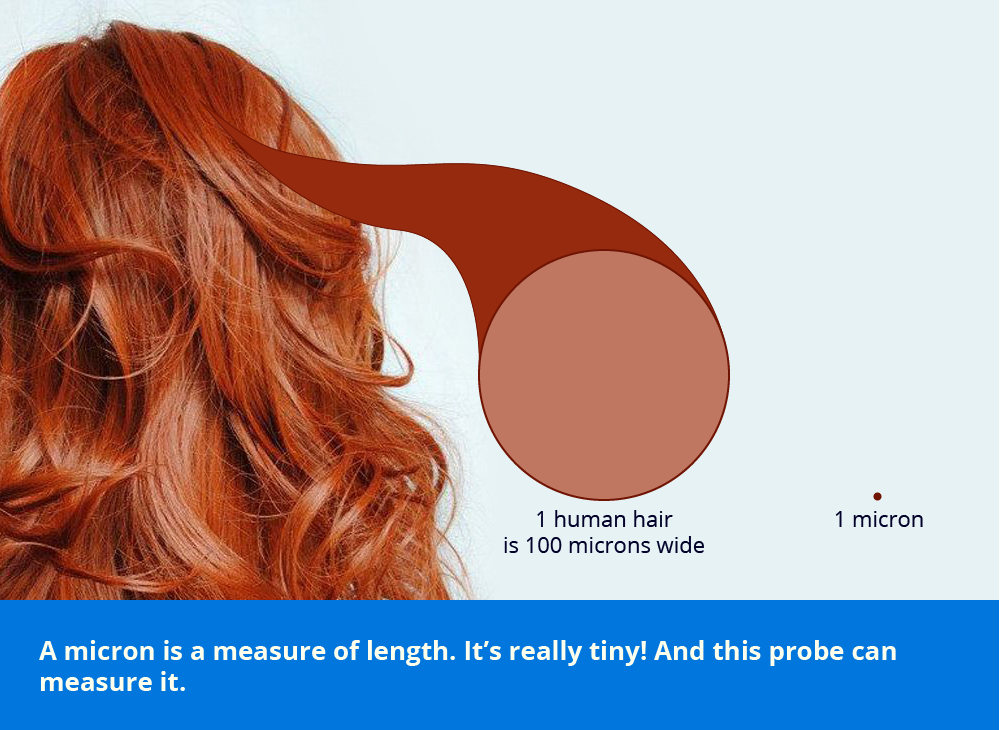 1 human hair
is 100 microns wide
1 micron
A micron is a measure of length. It’s really tiny! And this probe can
measure it.